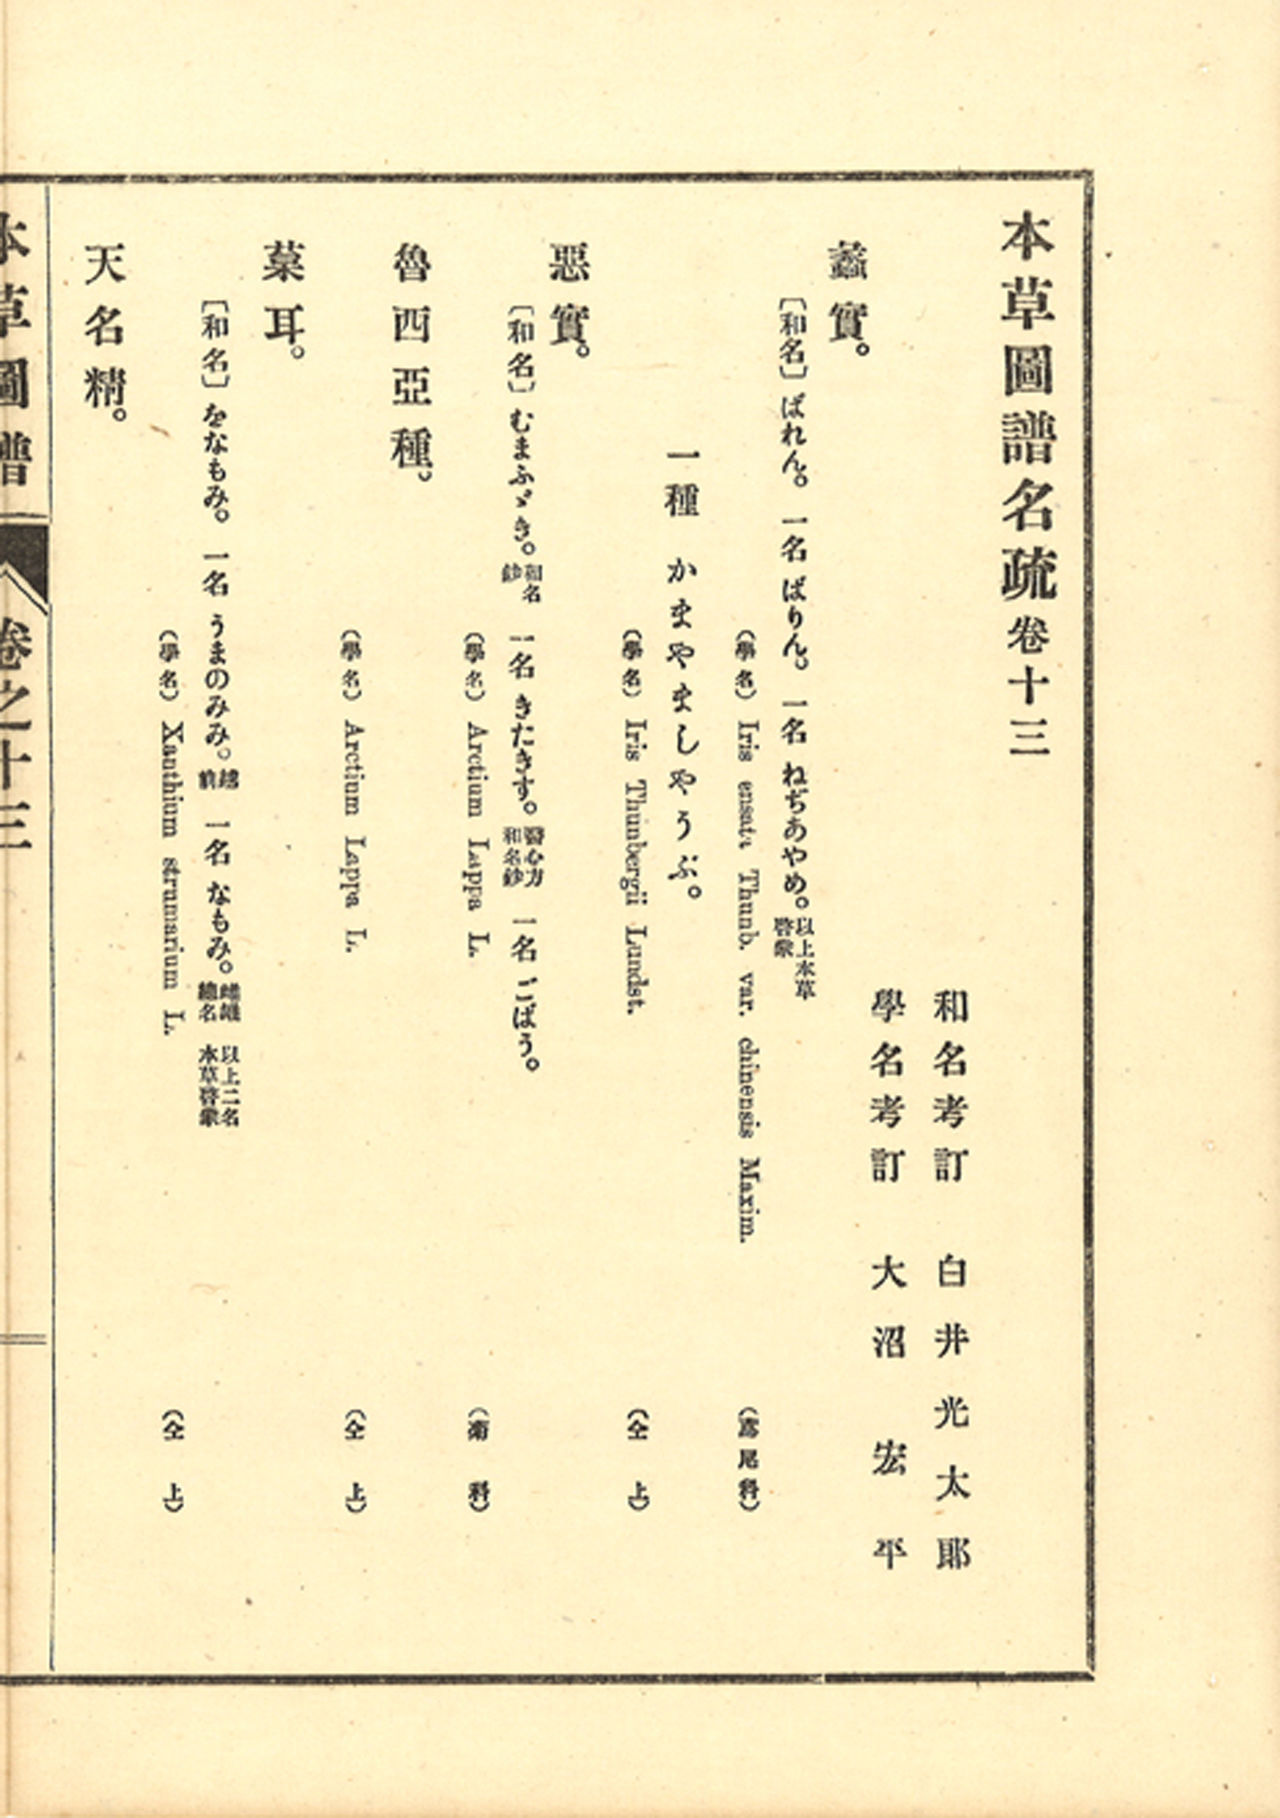 本草圖譜名疏 卷十三
和名考訂 白井光太郎
學名考訂 大沼宏平
蠡實。
〔和名〕ばれん。一名ばりん。一名ねぢあやめ。以上本草啓蒙
(學名) Iris ensata Thunb. var. chinensis Maxim. (鳶尾科)
一種 かまやましやうぶ。
(學名) Iris Thunbergii Lundst. (仝上)
惡實。
〔和名〕むまふゞき。和名鈔 一名きたきす。醫心方和名鈔 一名ごばう。
(學名) Arctium Lappa L. (菊科)
魯西亞種。
(學名) Arctium Lappa L. (仝上)
葈耳。
〔和名〕をなもみ。一名うまのみみ。 一名なもみ。雌雄總名 以上二名本草啓蒙
(學名) Xanthium strumarium L. (仝上)
天名精。
本草圖譜 卷之十三